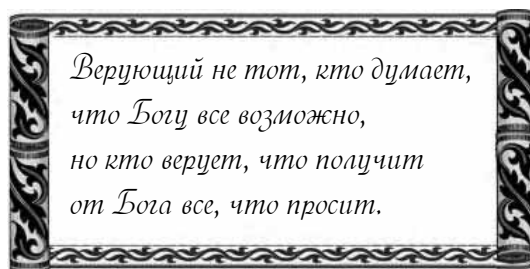 Верующий не тот, кто думает,
что Богу все возможно,
но кто верует, что получит
от Бога все, что просит.